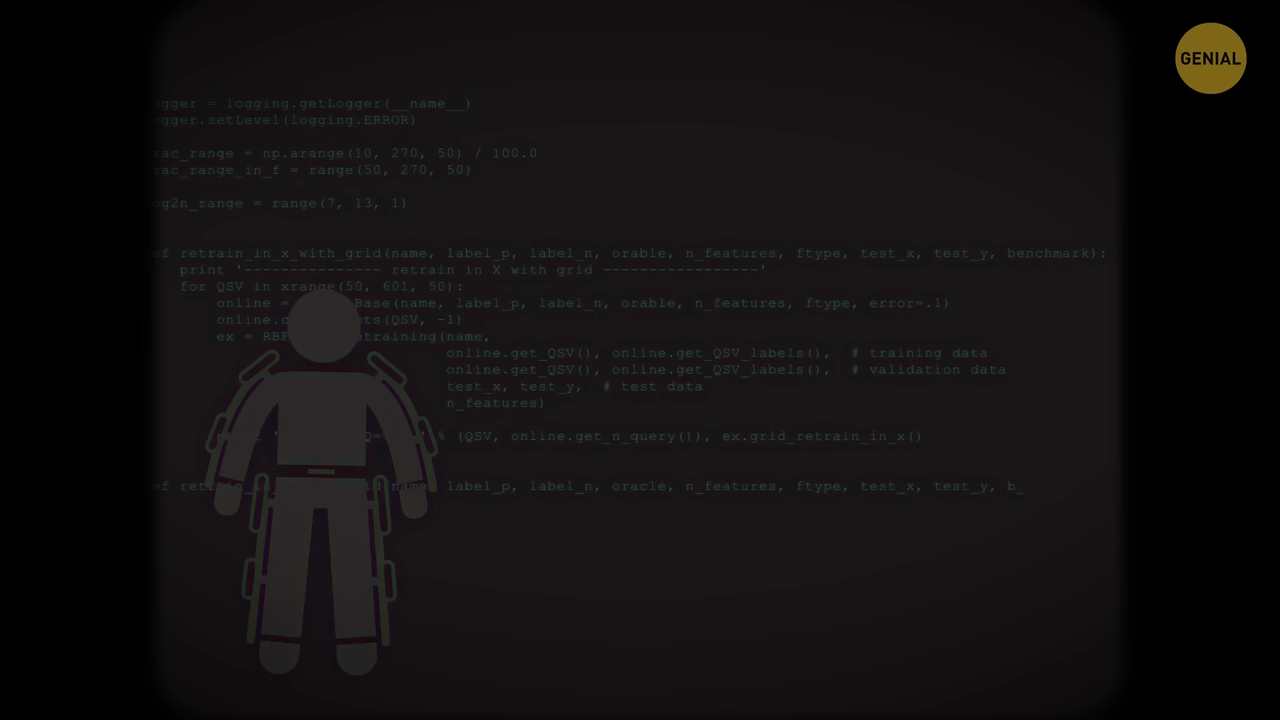 GENIAL
gger = logging.getLogger(__name__)
gger.setLevel(logging.ERROR)
rac_range = np.arange(10, 270, 50) / 100.0
rac_range_in_f = range(50, 270, 50)
og2n_range = range(7, 13, 1)
ef retrain_in_x_with_grid(name, label_p, label_n, orable, n_features, ftype, test_x, test_y, benchmark):
print '--------------- retrain in X with grid -----------------'
for QSV in xrange(50, 601, 50):
online = Base(name, label_p, label_n, orable, n_features, ftype, error=.1)
online.c ts(QSV, -1)
ex = RBF etraining(name,
online.get_QSV(), online.get_QSV_labels(), # training data
online.get_QSV(), online.get_QSV_labels(), # validation data
test_x, test_y, # test data
n_features)
% (QSV, online.get_n_query()), ex.grid_retrain_in_x()
ef label_p, label_n, oracle, n_features, ftype, test_x, test_y, b_